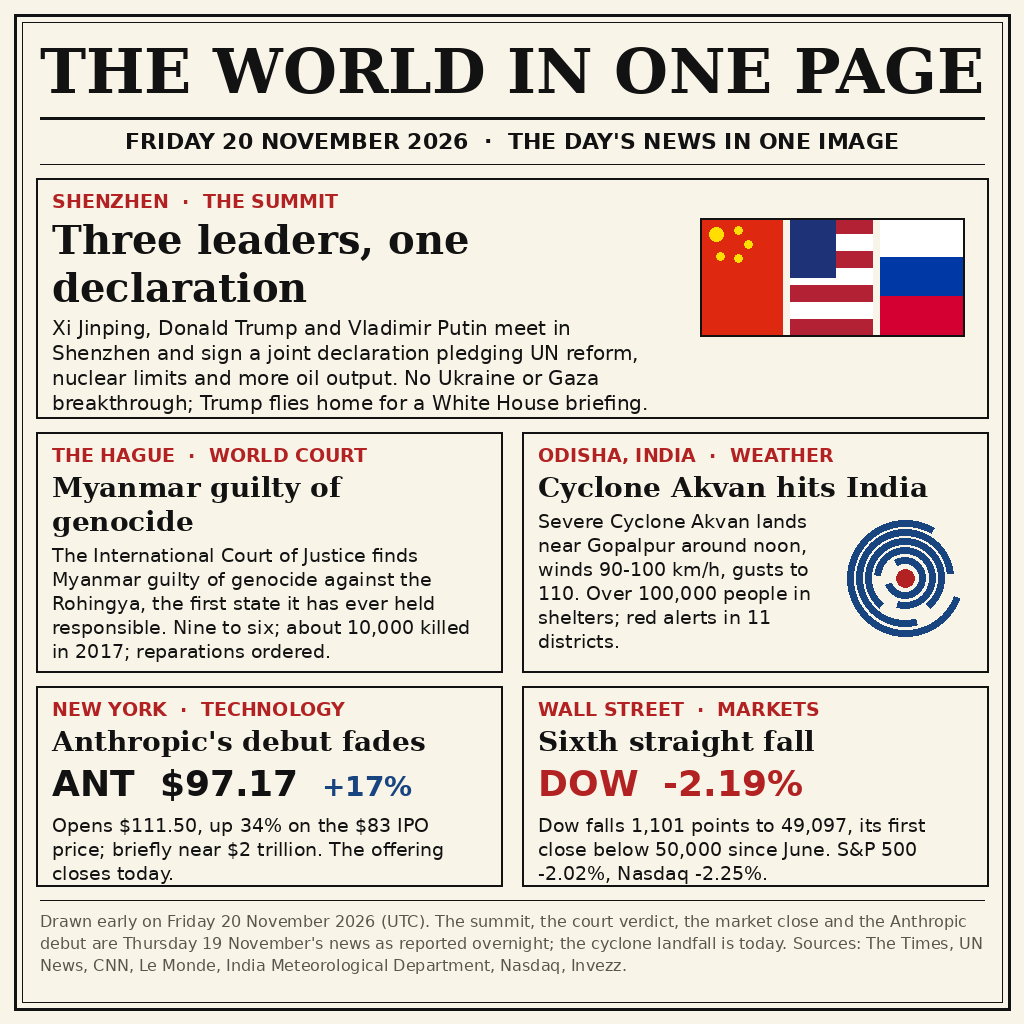 THE WORLD IN ONE PAGE
FRIDAY 20 NOVEMBER 2026 · THE DAY'S NEWS IN ONE IMAGE
SHENZHEN · THE SUMMIT
Three leaders, one
declaration
Xi Jinping, Donald Trump and Vladimir Putin meet in
Shenzhen and sign a joint declaration pledging UN reform,
nuclear limits and more oil output. No Ukraine or Gaza
breakthrough; Trump flies home for a White House briefing.
THE HAGUE · WORLD COURT
Myanmar guilty of
genocide
The International Court of Justice finds
Myanmar guilty of genocide against the
Rohingya, the first state it has ever held
responsible. Nine to six; about 10,000 killed
in 2017; reparations ordered.
ODISHA, INDIA · WEATHER
Cyclone Akvan hits India
Severe Cyclone Akvan lands
near Gopalpur around noon,
winds 90-100 km/h, gusts to
110. Over 100,000 people in
shelters; red alerts in 11
districts.
NEW YORK · TECHNOLOGY
Anthropic's debut fades
ANT $97.17 +17%
Opens $111.50, up 34% on the $83 IPO
price; briefly near $2 trillion. The offering
closes today.
WALL STREET · MARKETS
Sixth straight fall
DOW -2.19%
Dow falls 1,101 points to 49,097, its first
close below 50,000 since June. S&P 500
-2.02%, Nasdaq -2.25%.
Drawn early on Friday 20 November 2026 (UTC). The summit, the court verdict, the market close and the Anthropic
debut are Thursday 19 November's news as reported overnight; the cyclone landfall is today. Sources: The Times, UN
News, CNN, Le Monde, India Meteorological Department, Nasdaq, Invezz.